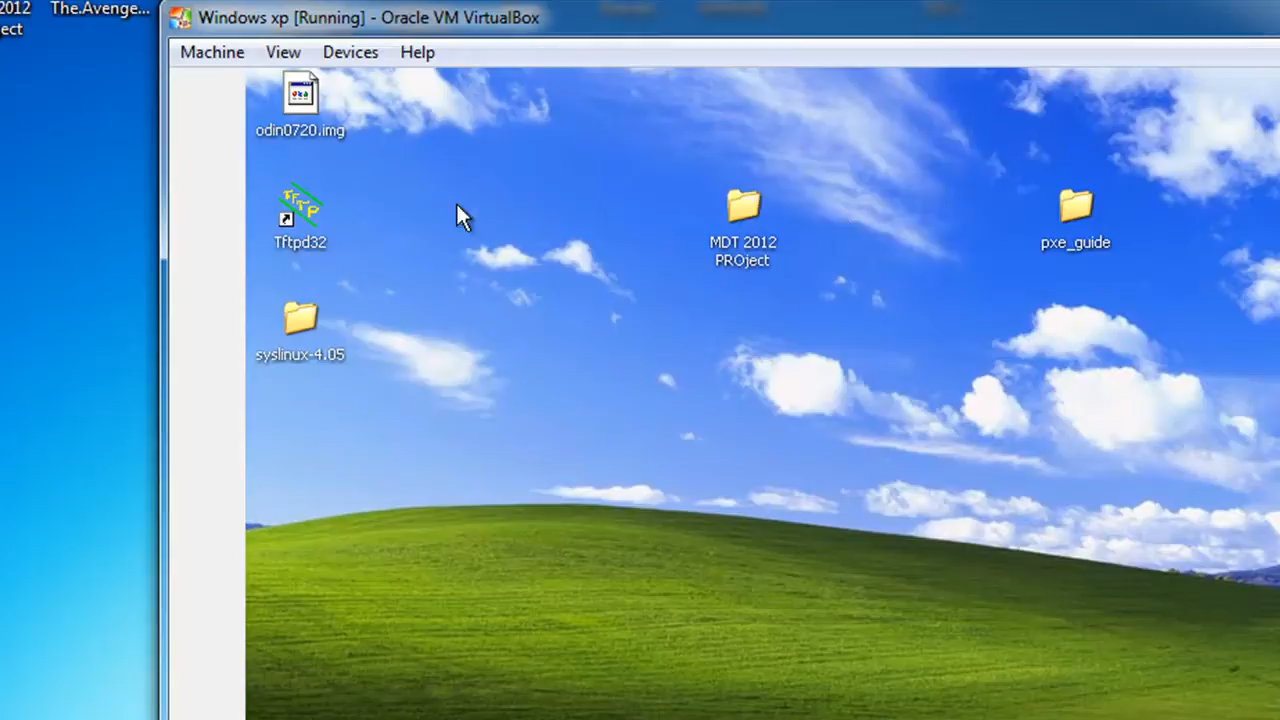 2012
ect
The.Avenge...
Windows xp [Running] - Oracle VM VirtualBox
Machine View Devices Help
odin0720.img
TFTP
Tftpd32
syslinux-4.05
MDT 2012
PROject
pxe_guide